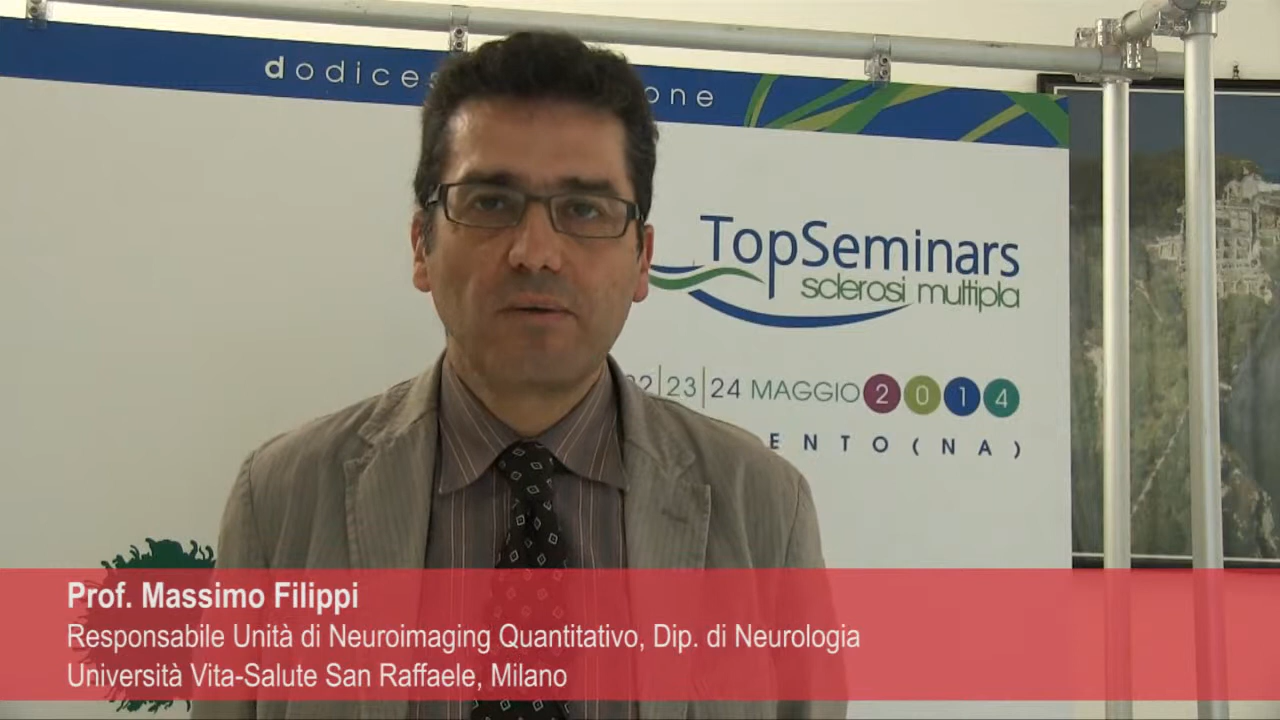 dodices one
TopSeminars
sclerosi multipla
22|23|24 MAGGIO 2014
ENTO(NA)
Prof. Massimo Filippi
Responsabile Unità di Neuroimaging Quantitativo, Dip. di Neurologia
Università Vita-Salute San Raffaele, Milano